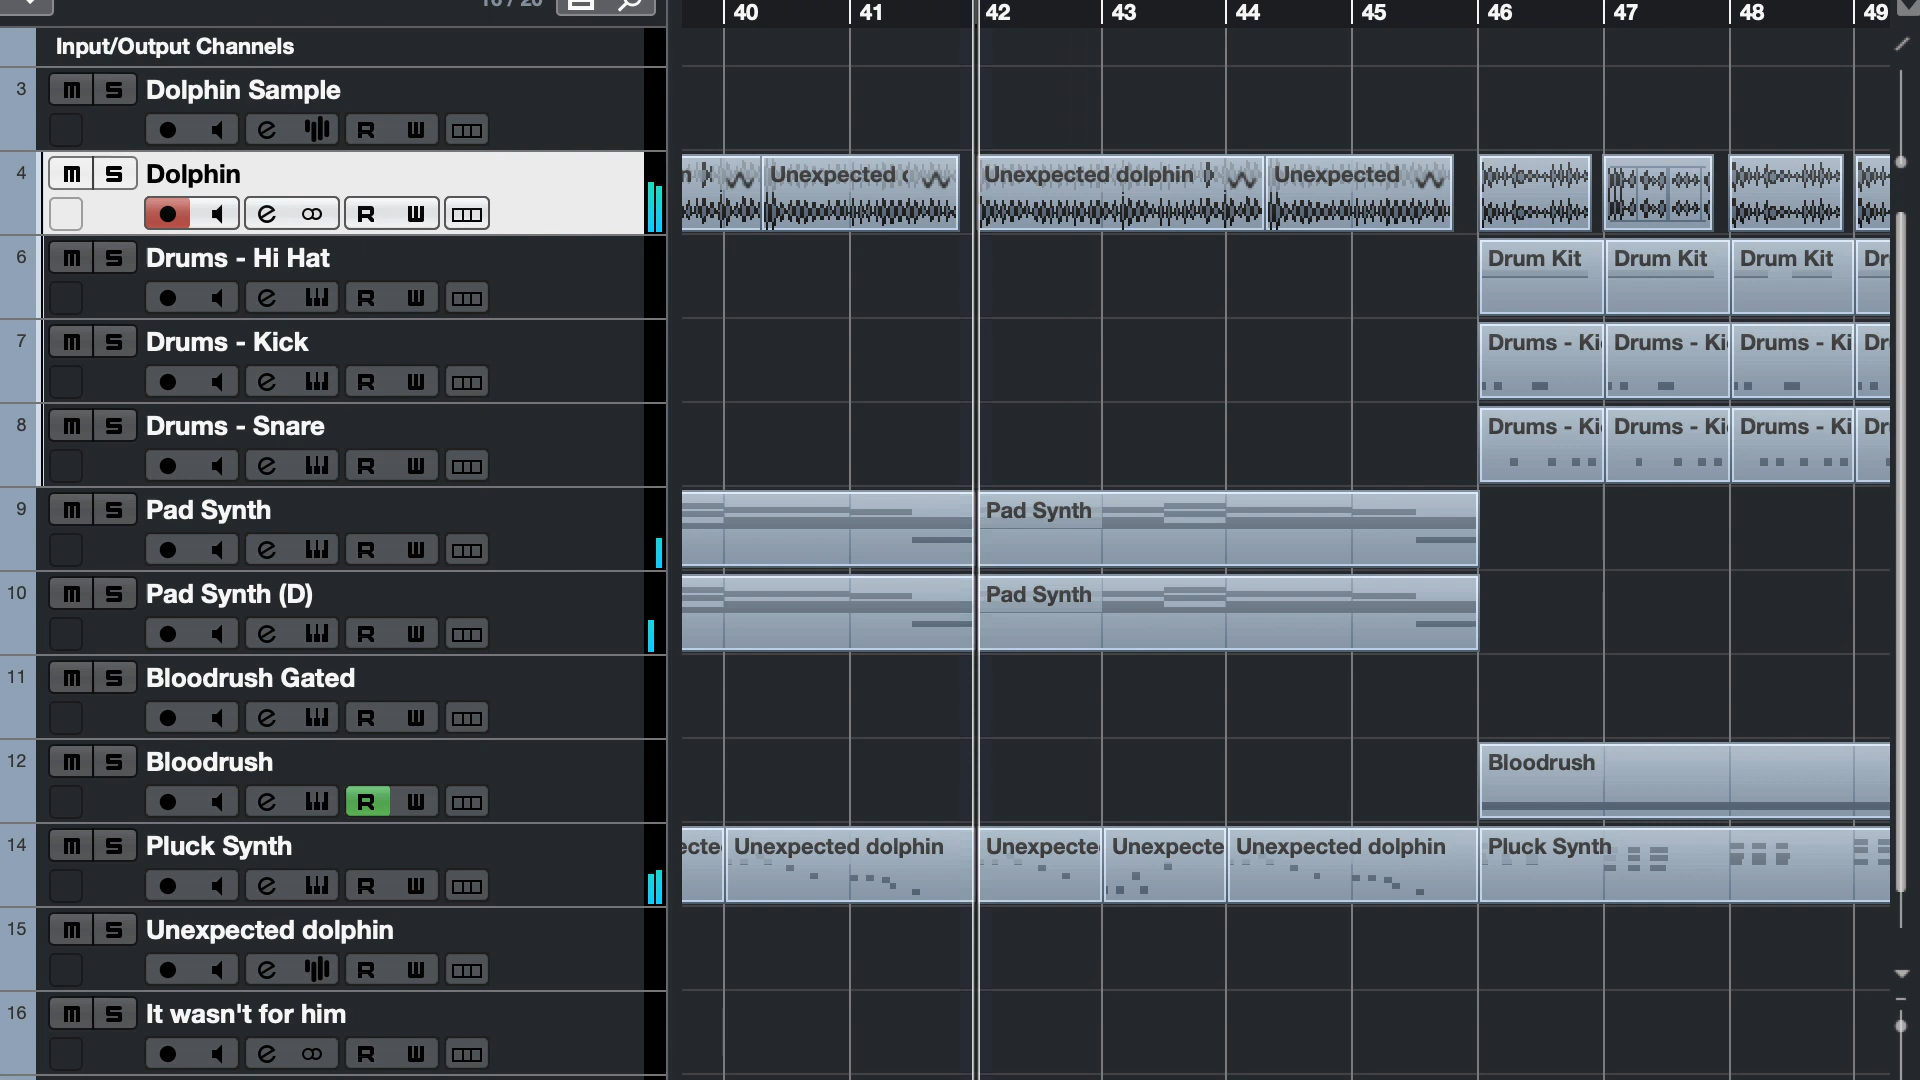 40 41 42 43 44 45 46 47 48 49
Input/Output Channels
3 M S Dolphin Sample
e R W
4 M S Dolphin
e R W
Unexpected
Unexpected dolphin
Unexpected
6 M S Drums - Hi Hat
e R W
Drum Kit Drum Kit Drum Kit Dr
7 M S Drums - Kick
e R W
Drums - Ki Drums - Ki Drums - Ki Dr
8 M S Drums - Snare
e R W
Drums - Ki Drums - Ki Drums - Ki Dr
9 M S Pad Synth
e R W
Pad Synth
10 M S Pad Synth (D)
e R W
Pad Synth
11 M S Bloodrush Gated
e R W
12 M S Bloodrush
e R W
Bloodrush
14 M S Pluck Synth
e R W
ecte Unexpected dolphin Unexpecte Unexpecte Unexpected dolphin Pluck Synth
15 M S Unexpected dolphin
e R W
16 M S It wasn't for him
e R W